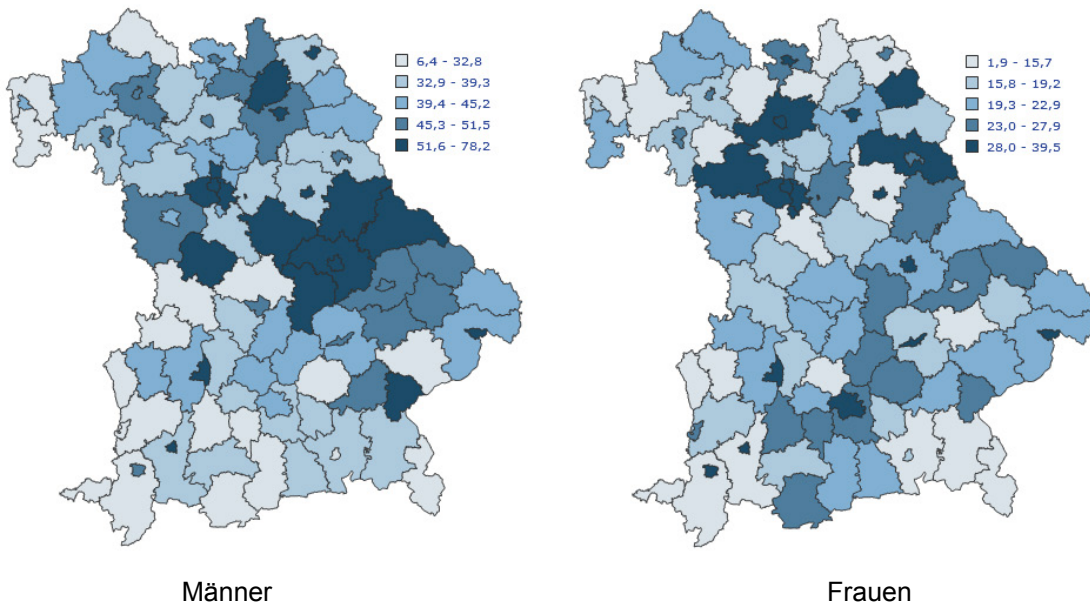 6,4 - 32,8
32,9 - 39,3
39,4 - 45,2
45,3 - 51,5
51,6 - 78,2
1,9 - 15,7
15,8 - 19,2
19,3 - 22,9
23,0 - 27,9
28,0 - 39,5
Männer
Frauen